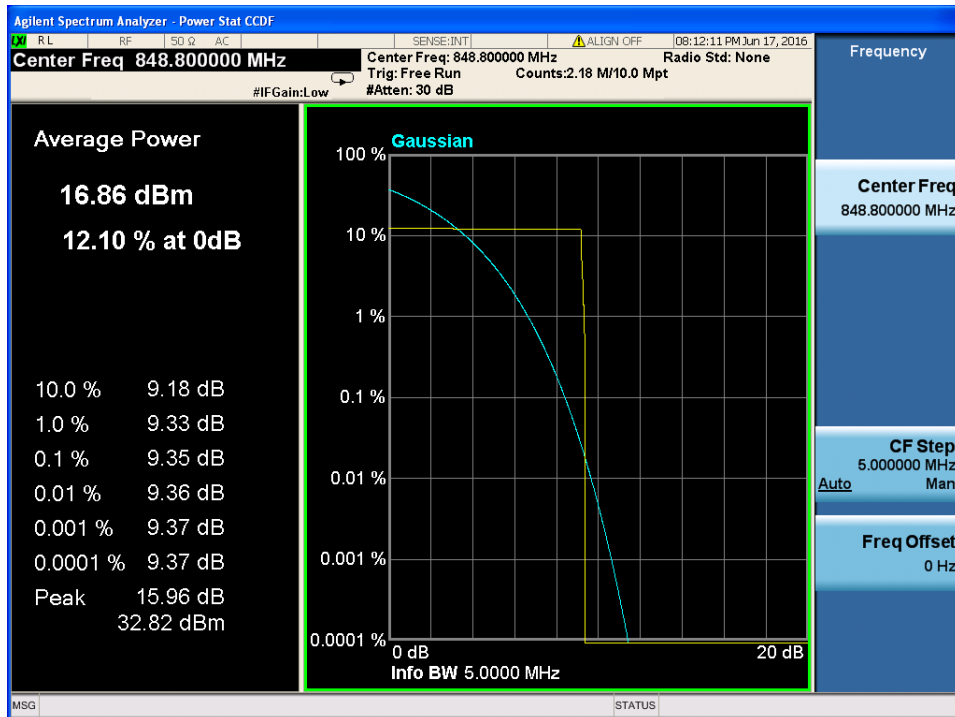 Agilent Spectrum Analyzer - Power Stat CCDF
LXI RL RF 50 Ω AC SENSE:INT ALIGN OFF 08:12:11 PM Jun 17, 2016
Center Freq 848.800000 MHz
Center Freq: 848.800000 MHz Radio Std: None
Trig: Free Run Counts:2.18 M/10.0 Mpt
#IFGain:Low #Atten: 30 dB
Average Power
16.86 dBm
12.10 % at 0dB
10.0 % 9.18 dB
1.0 % 9.33 dB
0.1 % 9.35 dB
0.01 % 9.36 dB
0.001 % 9.37 dB
0.0001 % 9.37 dB
Peak 15.96 dB
32.82 dBm
Gaussian
100 %
10 %
1 %
0.1 %
0.01 %
0.001 %
0.0001 %
0 dB 20 dB
Info BW 5.0000 MHz
Frequency
Center Freq
848.800000 MHz
CF Step
5.000000 MHz
Auto Man
Freq Offset
0 Hz
MSG STATUS